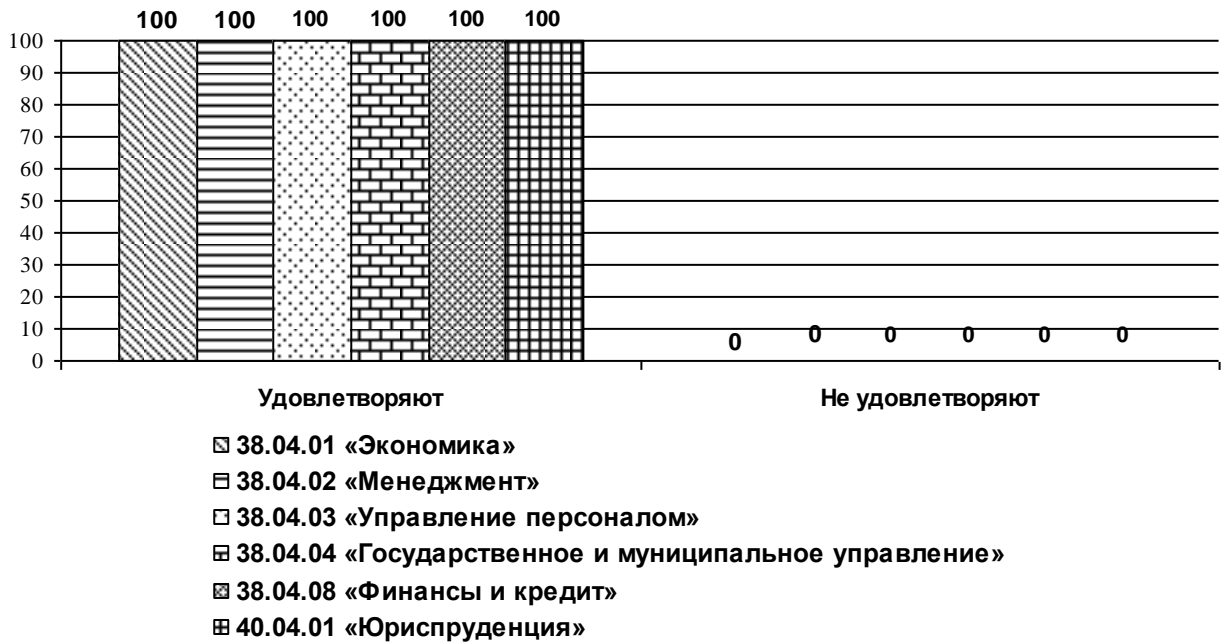 100 100 100 100 100 100
100
90
80
70
60
50
40
30
20
10
0
0 0 0 0 0 0
Удовлетворяют Не удовлетворяют
38.04.01 «Экономика»
38.04.02 «Менеджмент»
38.04.03 «Управление персоналом»
38.04.04 «Государственное и муниципальное управление»
38.04.08 «Финансы и кредит»
40.04.01 «Юриспруденция»